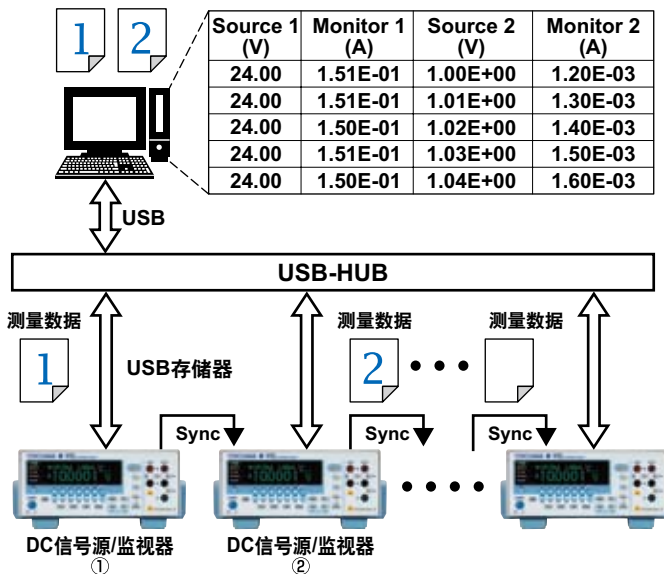 1 2
Source 1 (V) Monitor 1 (A) Source 2 (V) Monitor 2 (A)
24.00 1.51E-01 1.00E+00 1.20E-03
24.00 1.51E-01 1.01E+00 1.30E-03
24.00 1.50E-01 1.02E+00 1.40E-03
24.00 1.51E-01 1.03E+00 1.50E-03
24.00 1.50E-01 1.04E+00 1.60E-03
USB
USB-HUB
测量数据 测量数据 测量数据
1 2
USB存储器
Sync Sync Sync
DC信号源/监视器 DC信号源/监视器
① ②